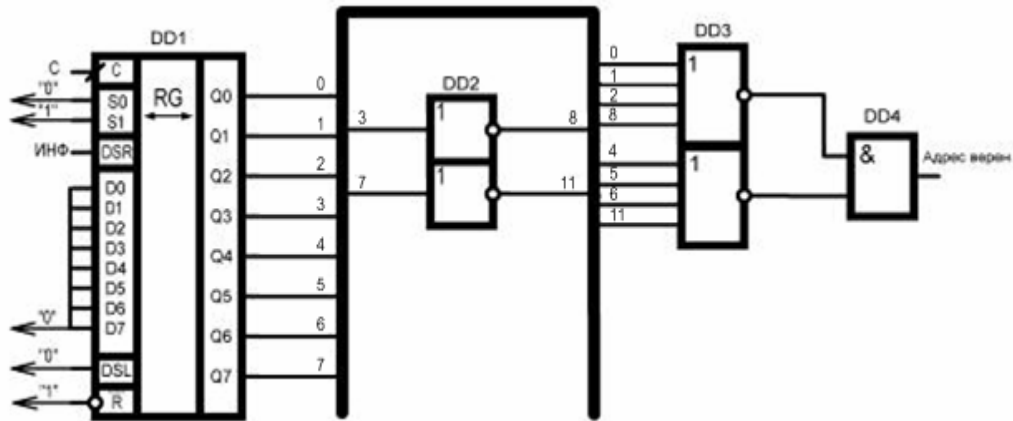 DD1
C
C
"0"
S0
"1"
S1
ИНФ
DSR
D0
D1
D2
D3
D4
D5
D6
"0"
D7
"0"
DSL
"1"
R
RG
Q0
Q1
Q2
Q3
Q4
Q5
Q6
Q7
0
1
2
3
4
5
6
7
3
7
DD2
1
1
8
11
0
1
2
8
4
5
6
11
DD3
1
1
DD4
&
Адрес верен